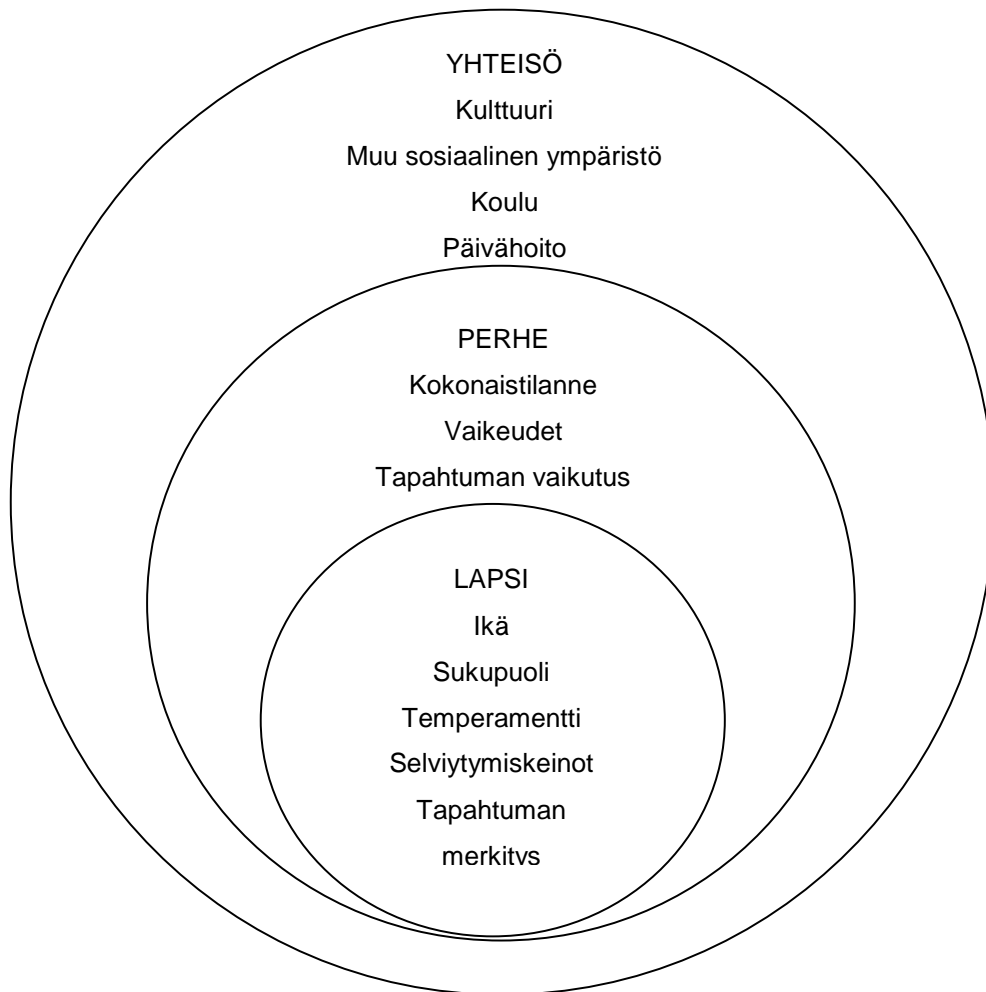 YHTEISÖ
Kulttuuri
Muu sosiaalinen ympäristö
Koulu
Päivähoito
PERHE
Kokonaistilanne
Vaikeudet
Tapahtuman vaikutus
LAPSI
Ikä
Sukupuoli
Temperamentti
Selviytymiskeinot
Tapahtuman
merkitys